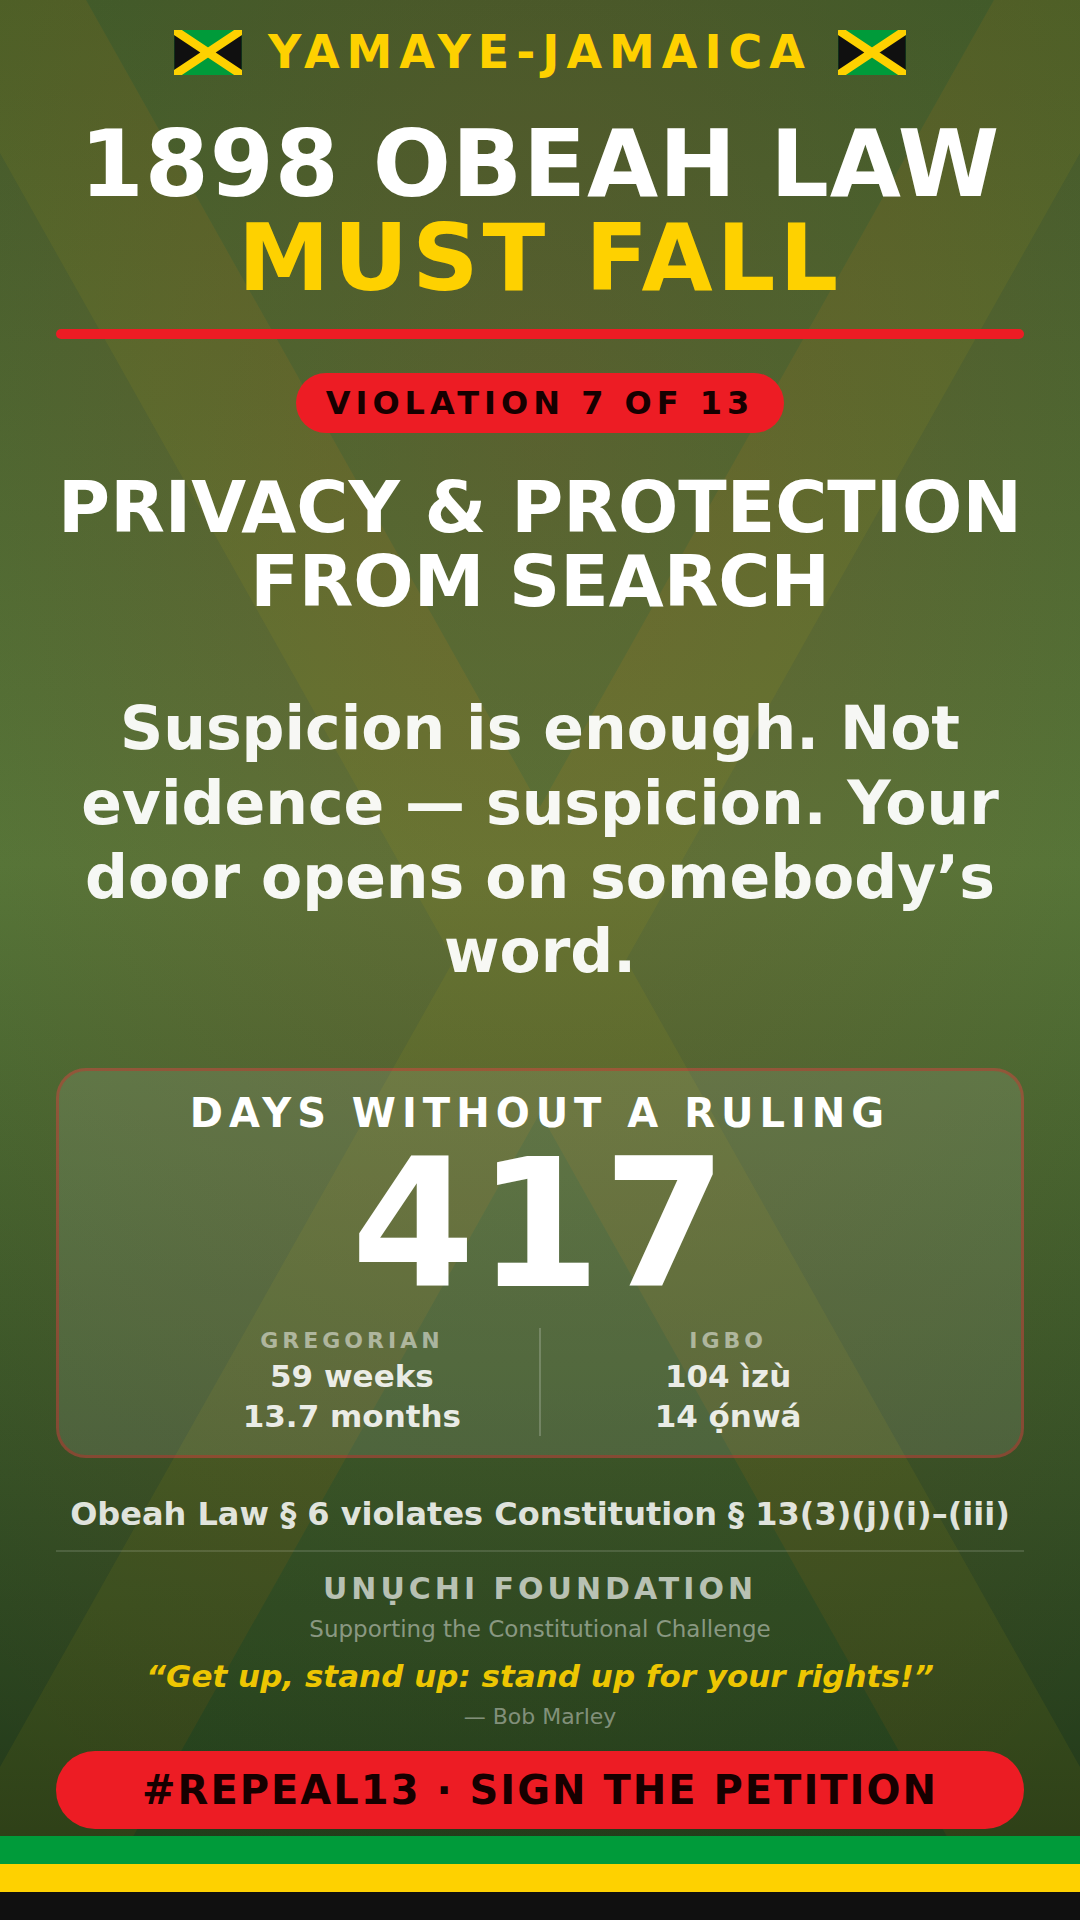 YAMAYE-JAMAICA
1898 OBEAH LAW
MUST FALL
VIOLATION 7 OF 13
PRIVACY & PROTECTION
FROM SEARCH
Suspicion is enough. Not
evidence — suspicion. Your
door opens on somebody’s
word.
DAYS WITHOUT A RULING
417
GREGORIAN
59 weeks
13.7 months
IGBO
104 ìzù
14 ọ́nwá
Obeah Law § 6 violates Constitution § 13(3)(j)(i)–(iii)
UNỤCHI FOUNDATION
Supporting the Constitutional Challenge
“Get up, stand up: stand up for your rights!”
— Bob Marley
#REPEAL13 · SIGN THE PETITION